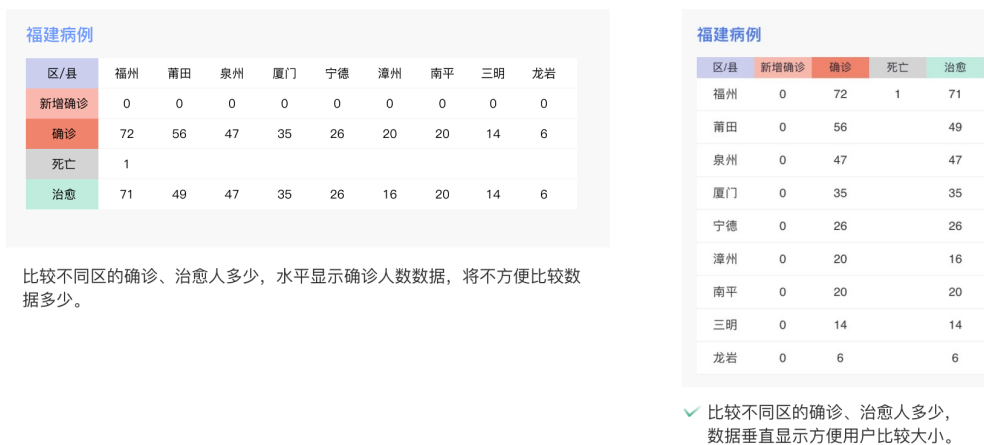 福建病例
区/县 福州 莆田 泉州 厦门 宁德 漳州 南平 三明 龙岩
新增确诊 0 0 0 0 0 0 0 0 0
确诊 72 56 47 35 26 20 20 14 6
死亡 1
治愈 71 49 47 35 26 16 20 14 6
比较不同区的确诊、治愈人多少，水平显示确诊人数数据，将不方便比较数
据多少。
福建病例
区/县 新增确诊 确诊 死亡 治愈
福州 0 72 1 71
莆田 0 56 49
泉州 0 47 47
厦门 0 35 35
宁德 0 26 26
漳州 0 20 16
南平 0 20 20
三明 0 14 14
龙岩 0 6 6
比较不同区的确诊、治愈人多少，
数据垂直显示方便用户比较大小。